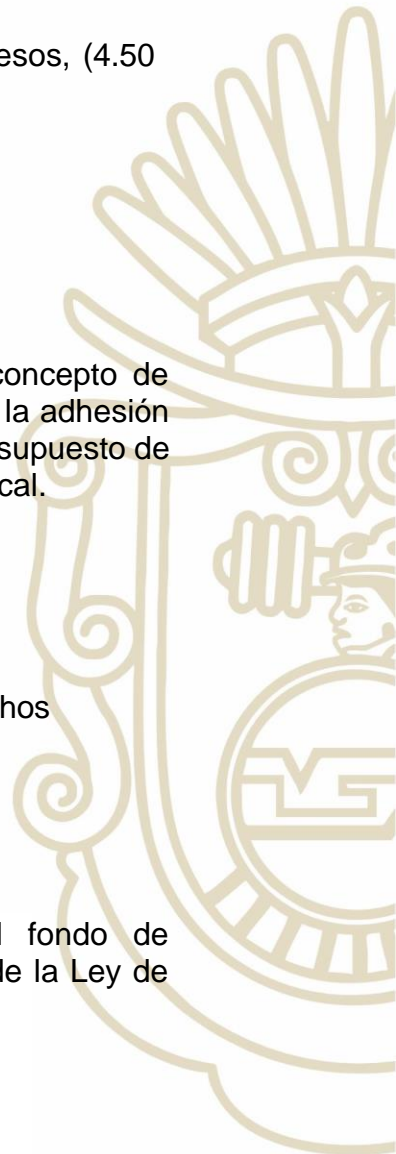 esos, (4.50
concepto de
la adhesión
supuesto de
cal.
hos
fondo de
de la Ley de